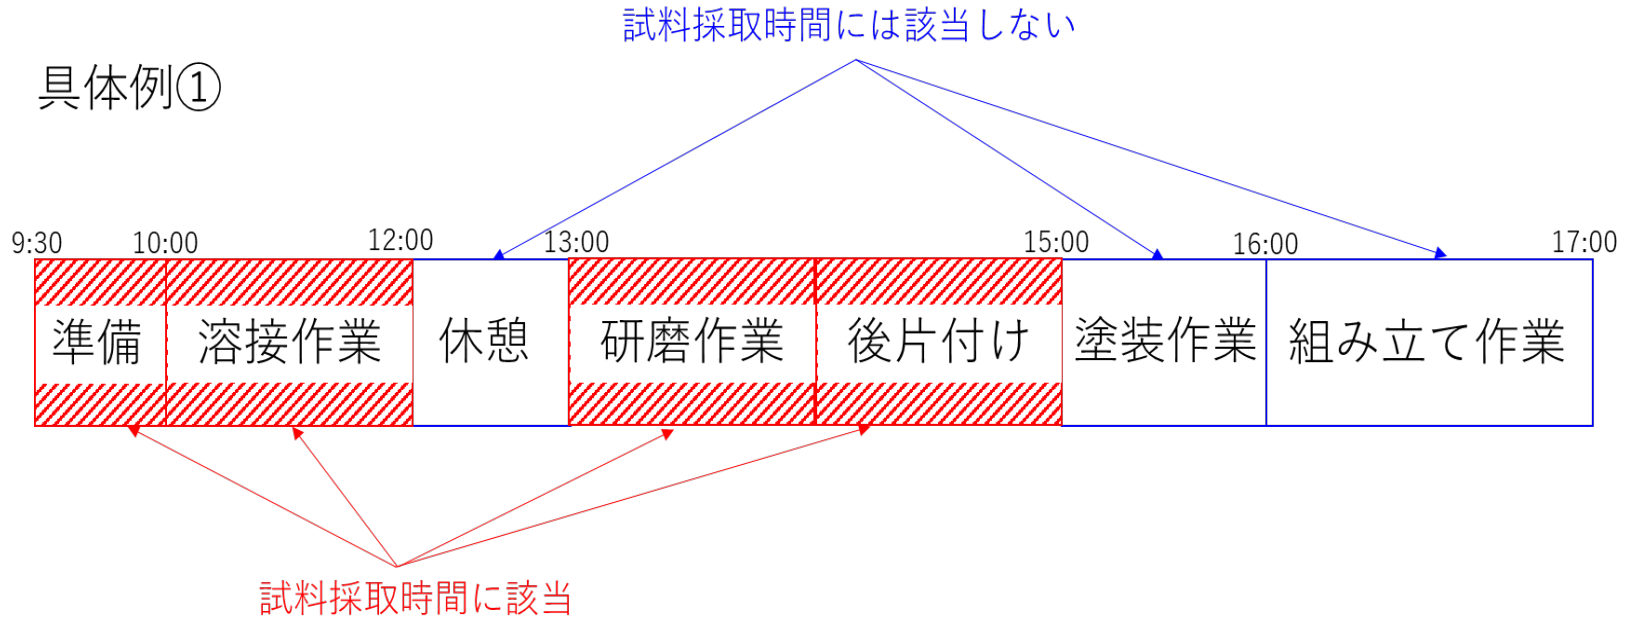 試料採取時間には該当しない
具体例①
9:30 10:00 12:00 13:00 15:00 16:00 17:00
準備 溶接作業 休憩 研磨作業 後片付け 塗装作業 組み立て作業
試料採取時間に該当